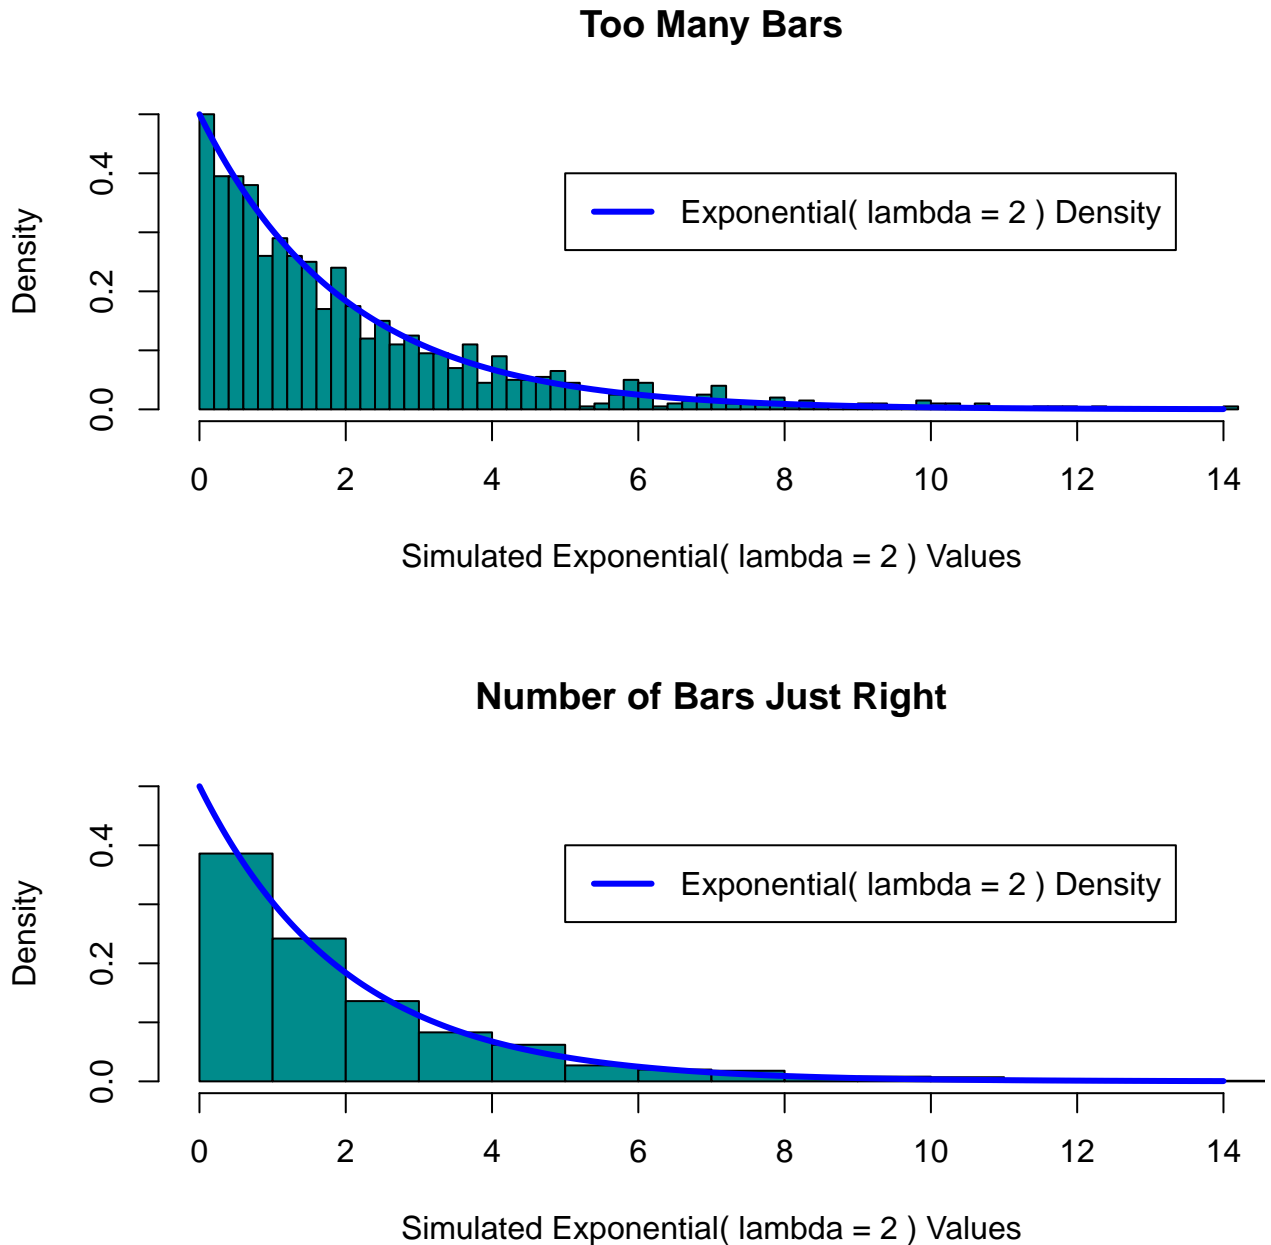 Too Many Bars
Density
0.0
0.2
0.4
Exponential( lambda = 2 ) Density
0 2 4 6 8 10 12 14
Simulated Exponential( lambda = 2 ) Values
Number of Bars Just Right
Density
0.0
0.2
0.4
Exponential( lambda = 2 ) Density
0 2 4 6 8 10 12 14
Simulated Exponential( lambda = 2 ) Values